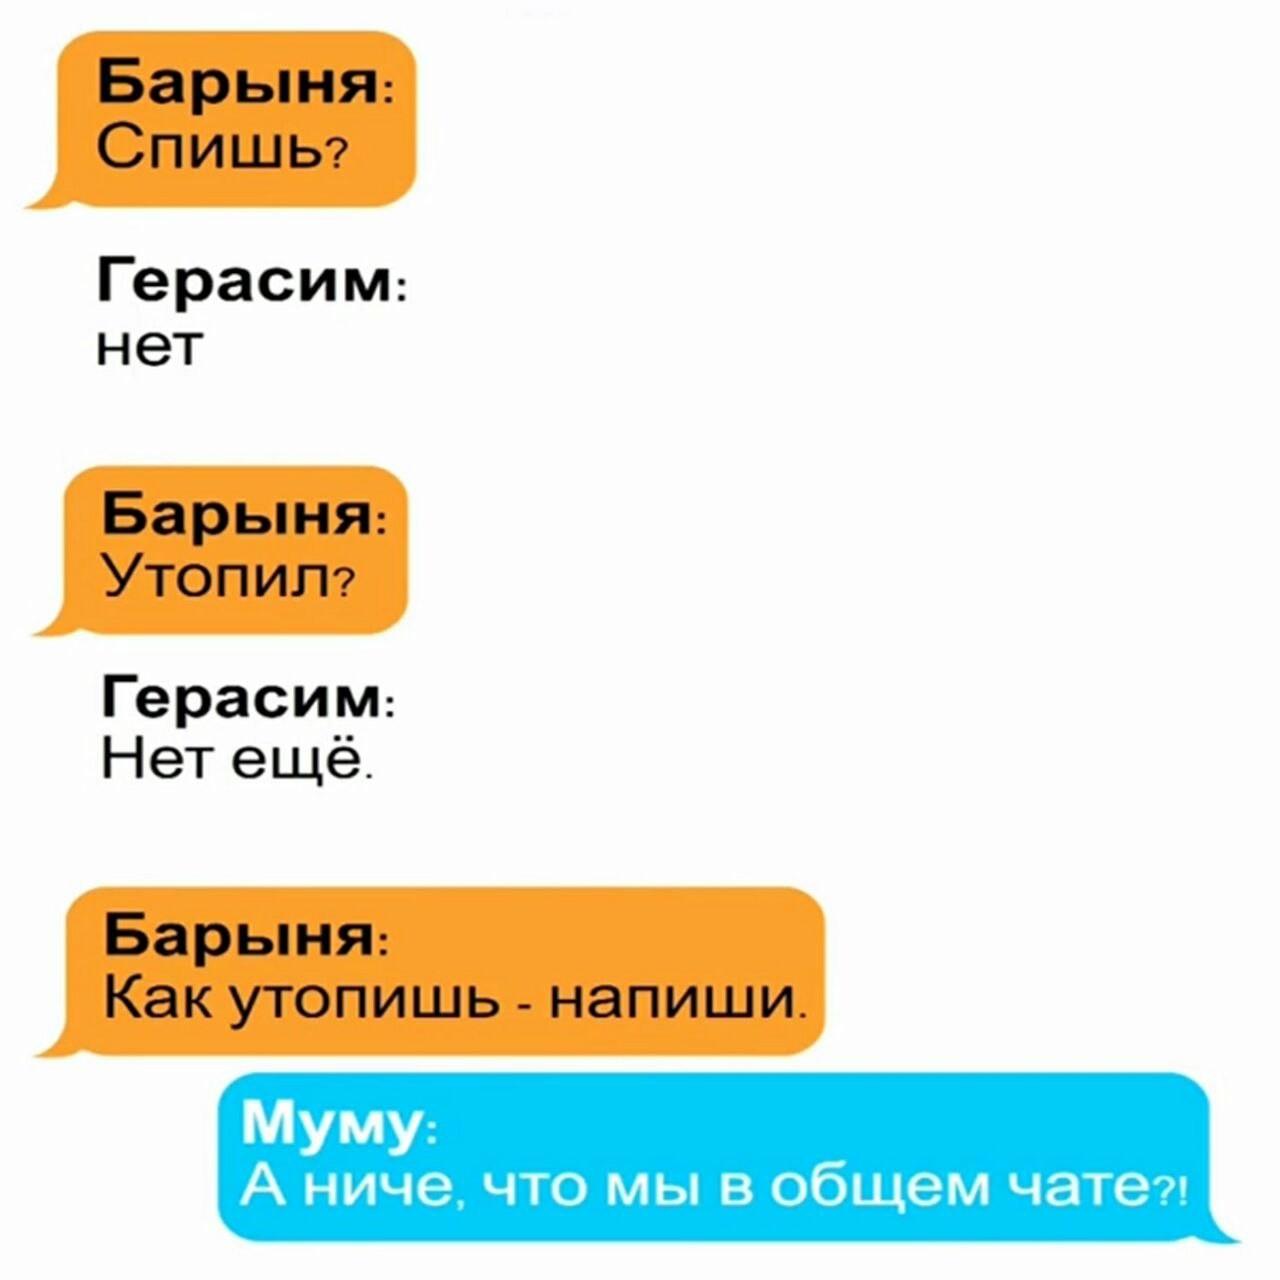 Барыня:
Спишь?
Герасим:
нет
Барыня:
Утопил?
Герасим:
Нет ещё.
Барыня:
Как утопишь - напиши.
Муму:
А ниче, что мы в общем чате?!